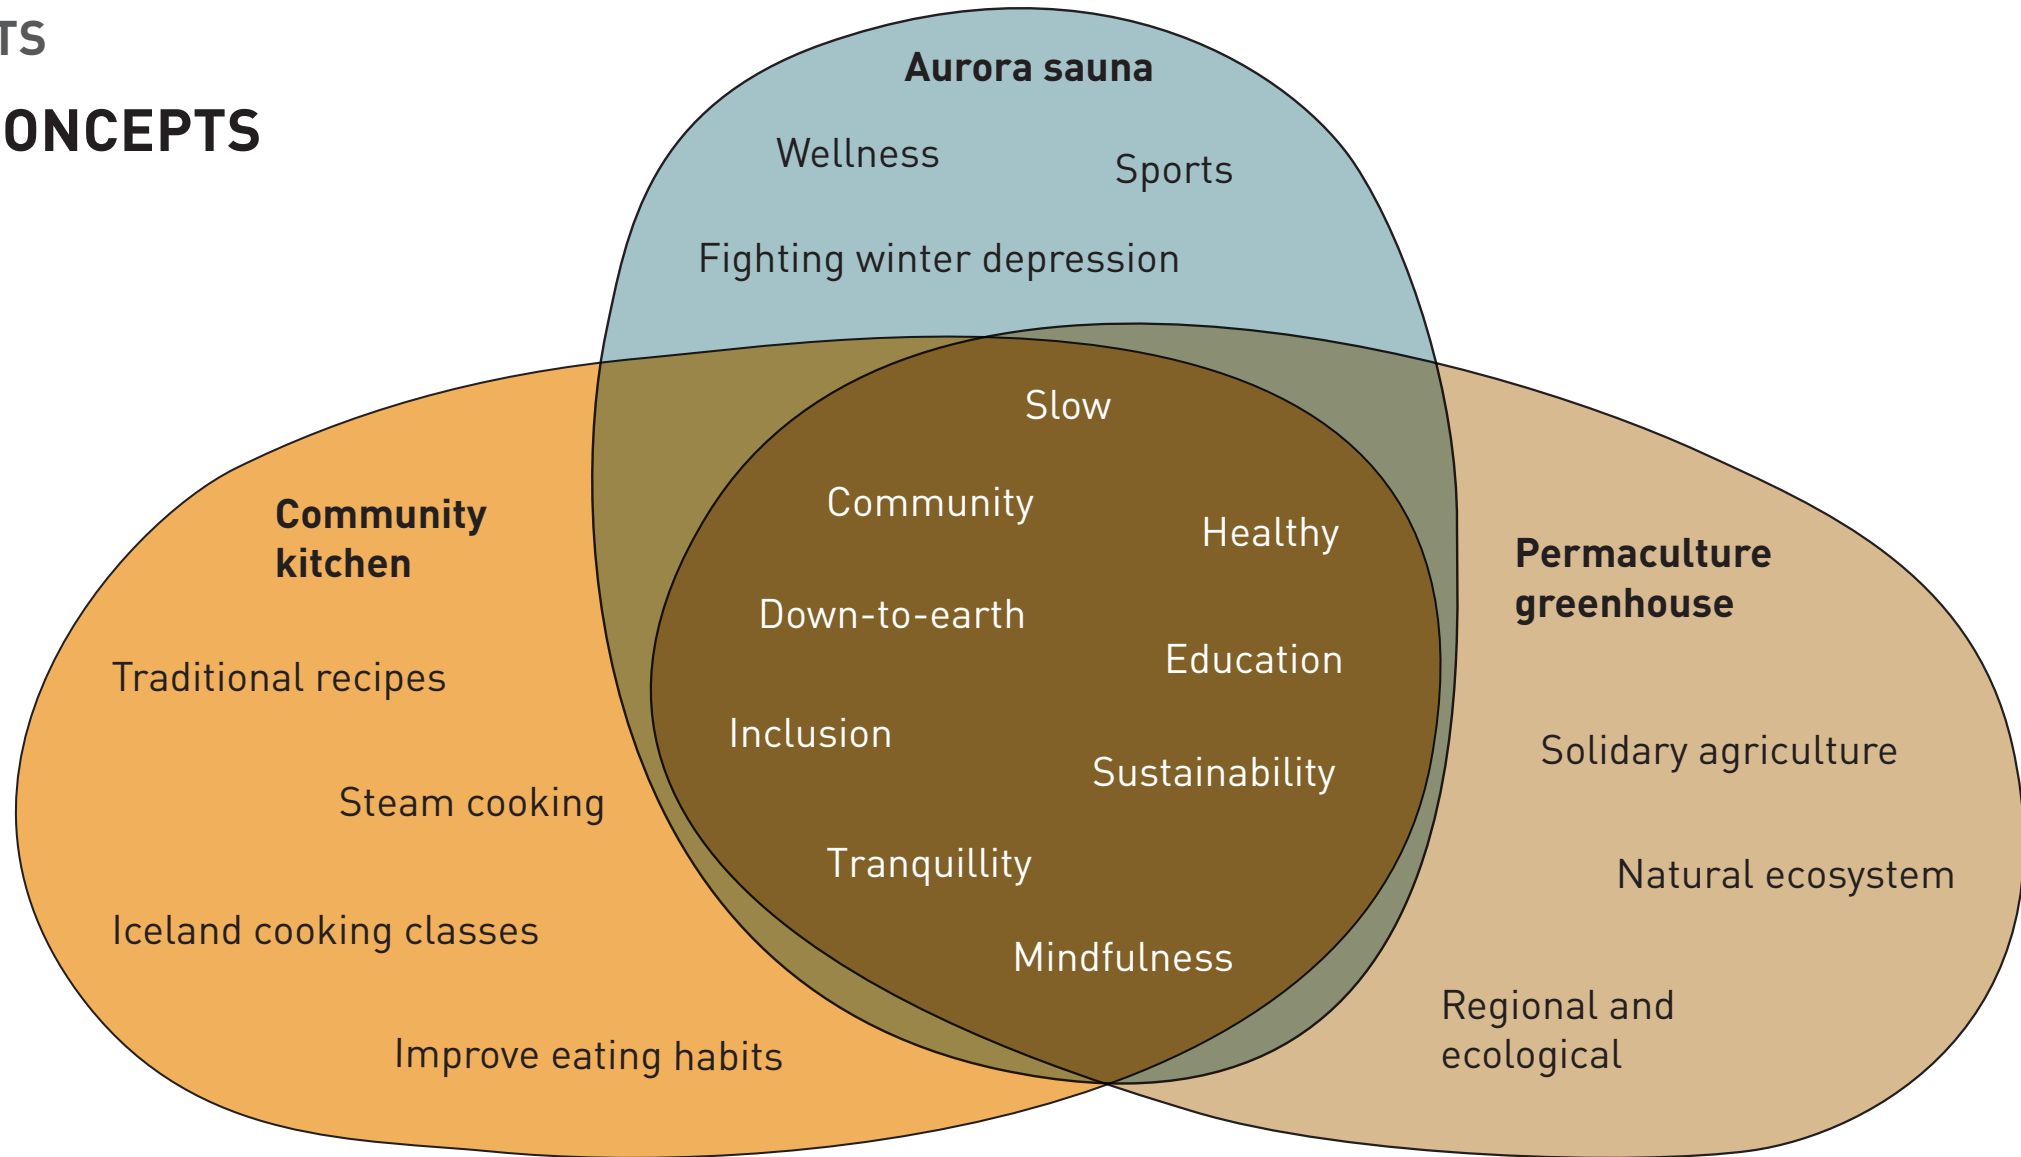 TS
ONCEPTS
Aurora sauna
Wellness
Sports
Fighting winter depression
Slow
Community
Healthy
Down-to-earth
Education
Inclusion
Sustainability
Tranquillity
Mindfulness
Community
kitchen
Traditional recipes
Steam cooking
Iceland cooking classes
Improve eating habits
Permaculture
greenhouse
Solidary agriculture
Natural ecosystem
Regional and
ecological